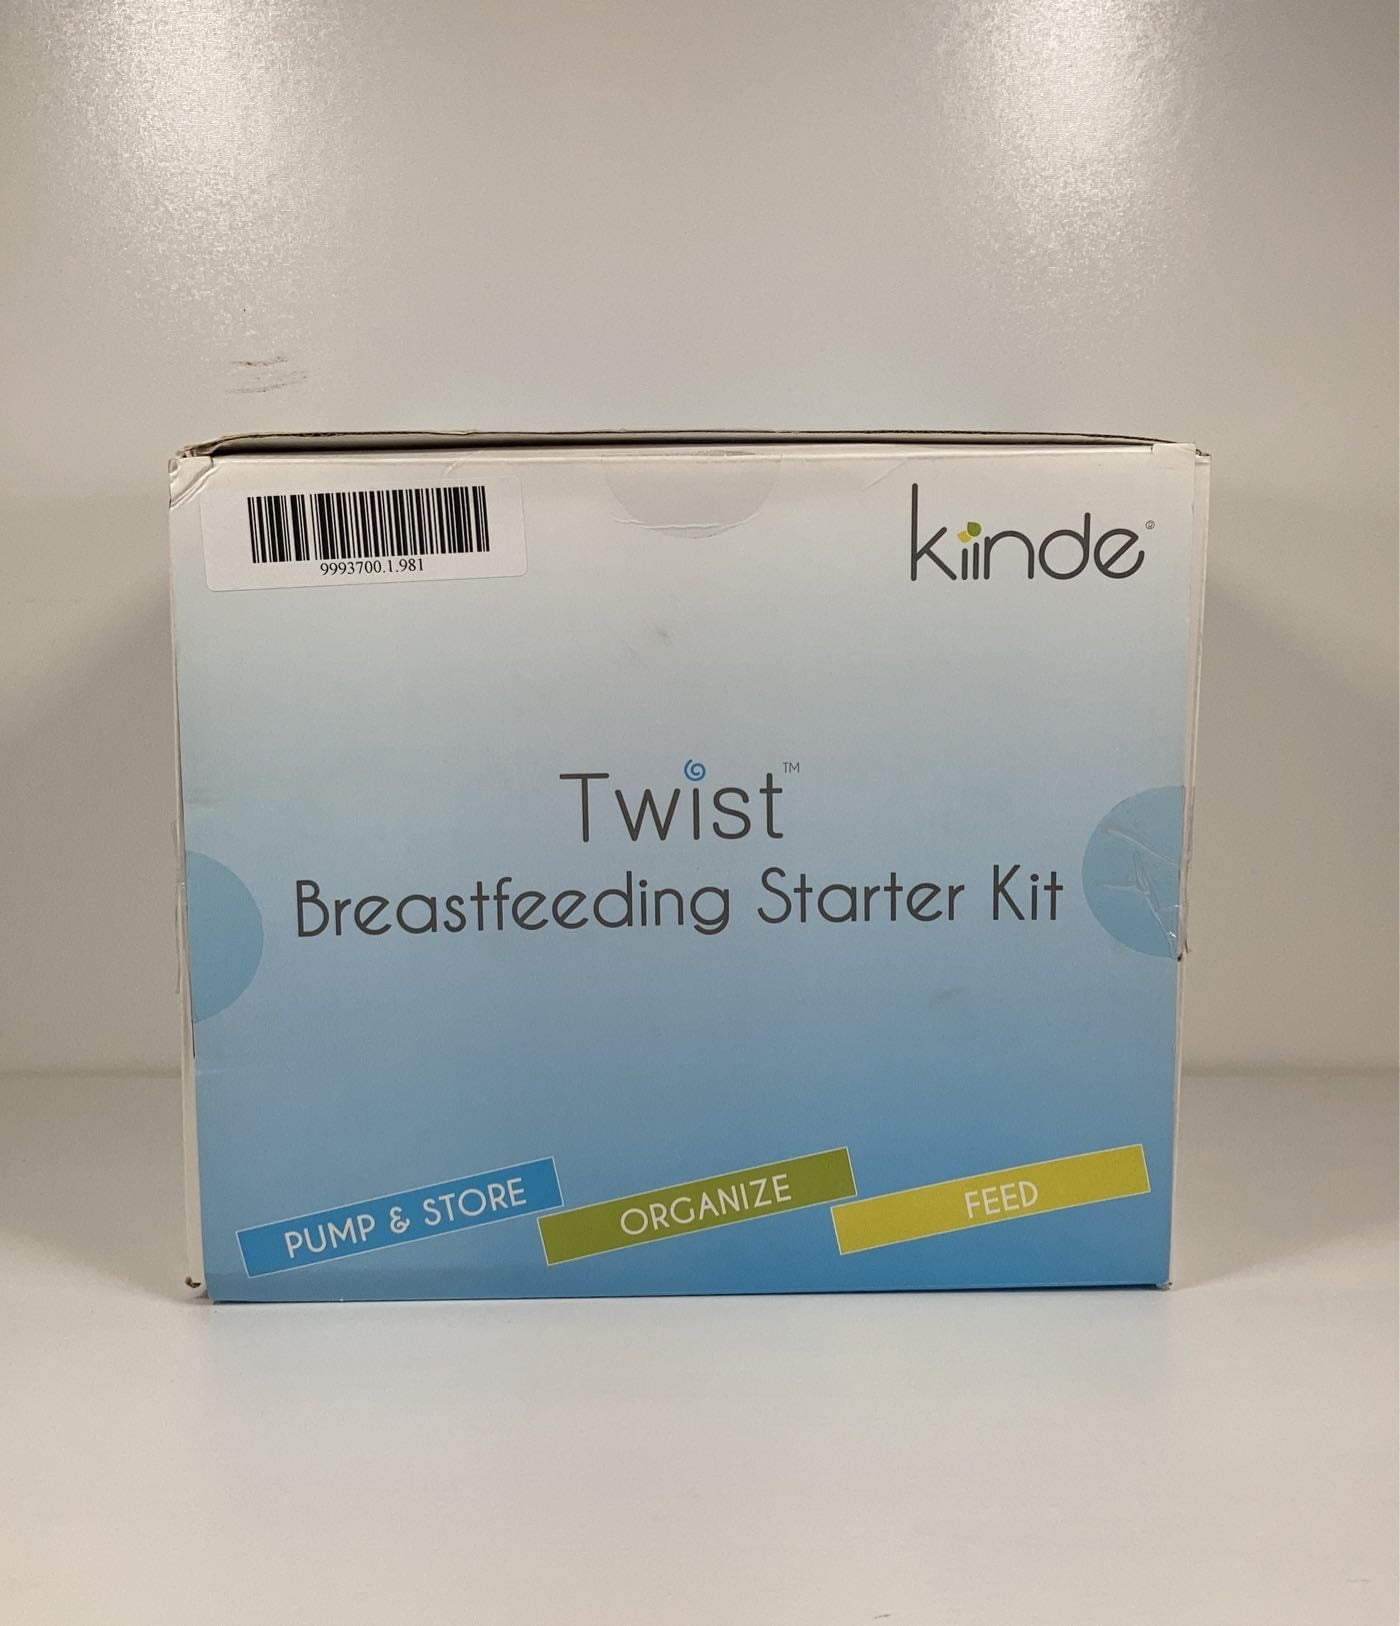 9993700.1.981
kiinde®
Twist™
Breastfeeding Starter Kit
PUMP & STORE
ORGANIZE
FEED